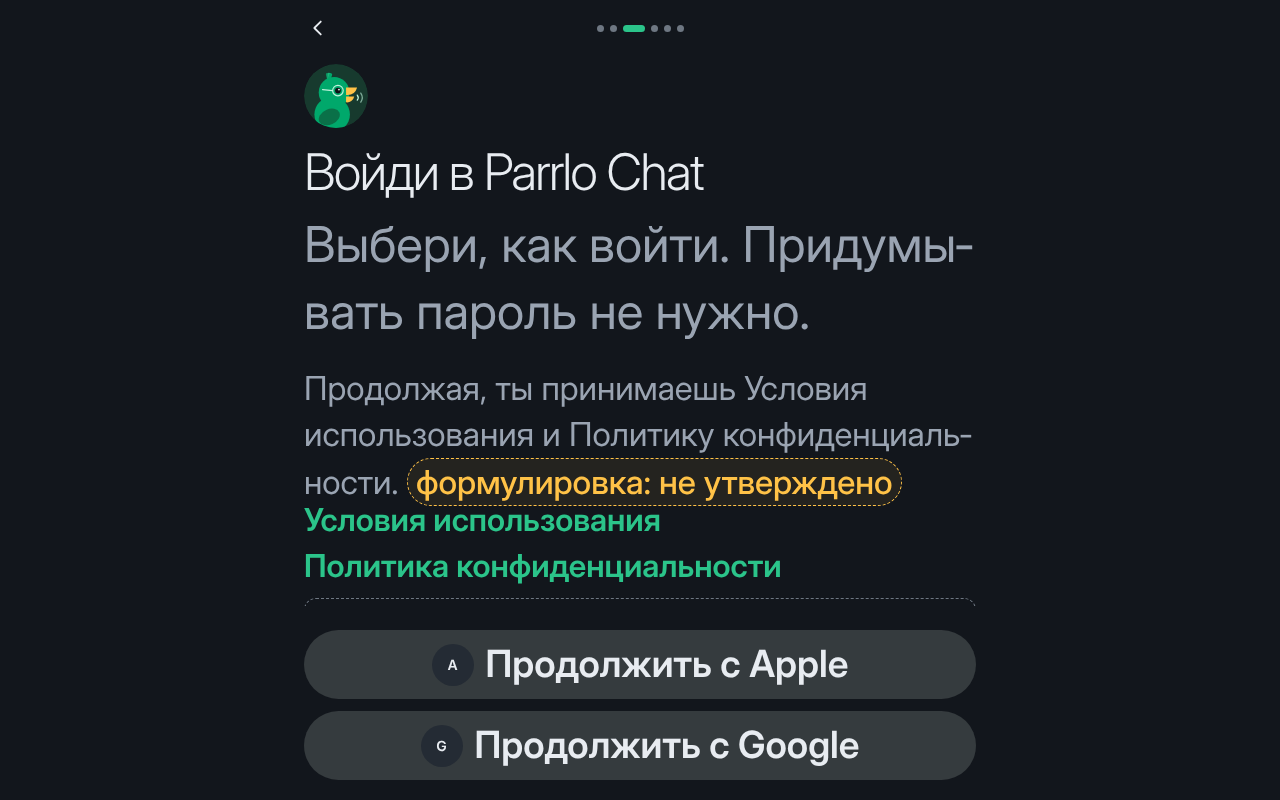 Войди в Parrlo Chat
Выбери, как войти. Придумы-
вать пароль не нужно.
Продолжая, ты принимаешь Условия
использования и Политику конфиденциаль-
ности. формулировка: не утверждено
Условия использования
Политика конфиденциальности
A Продолжить с Apple
G Продолжить с Google